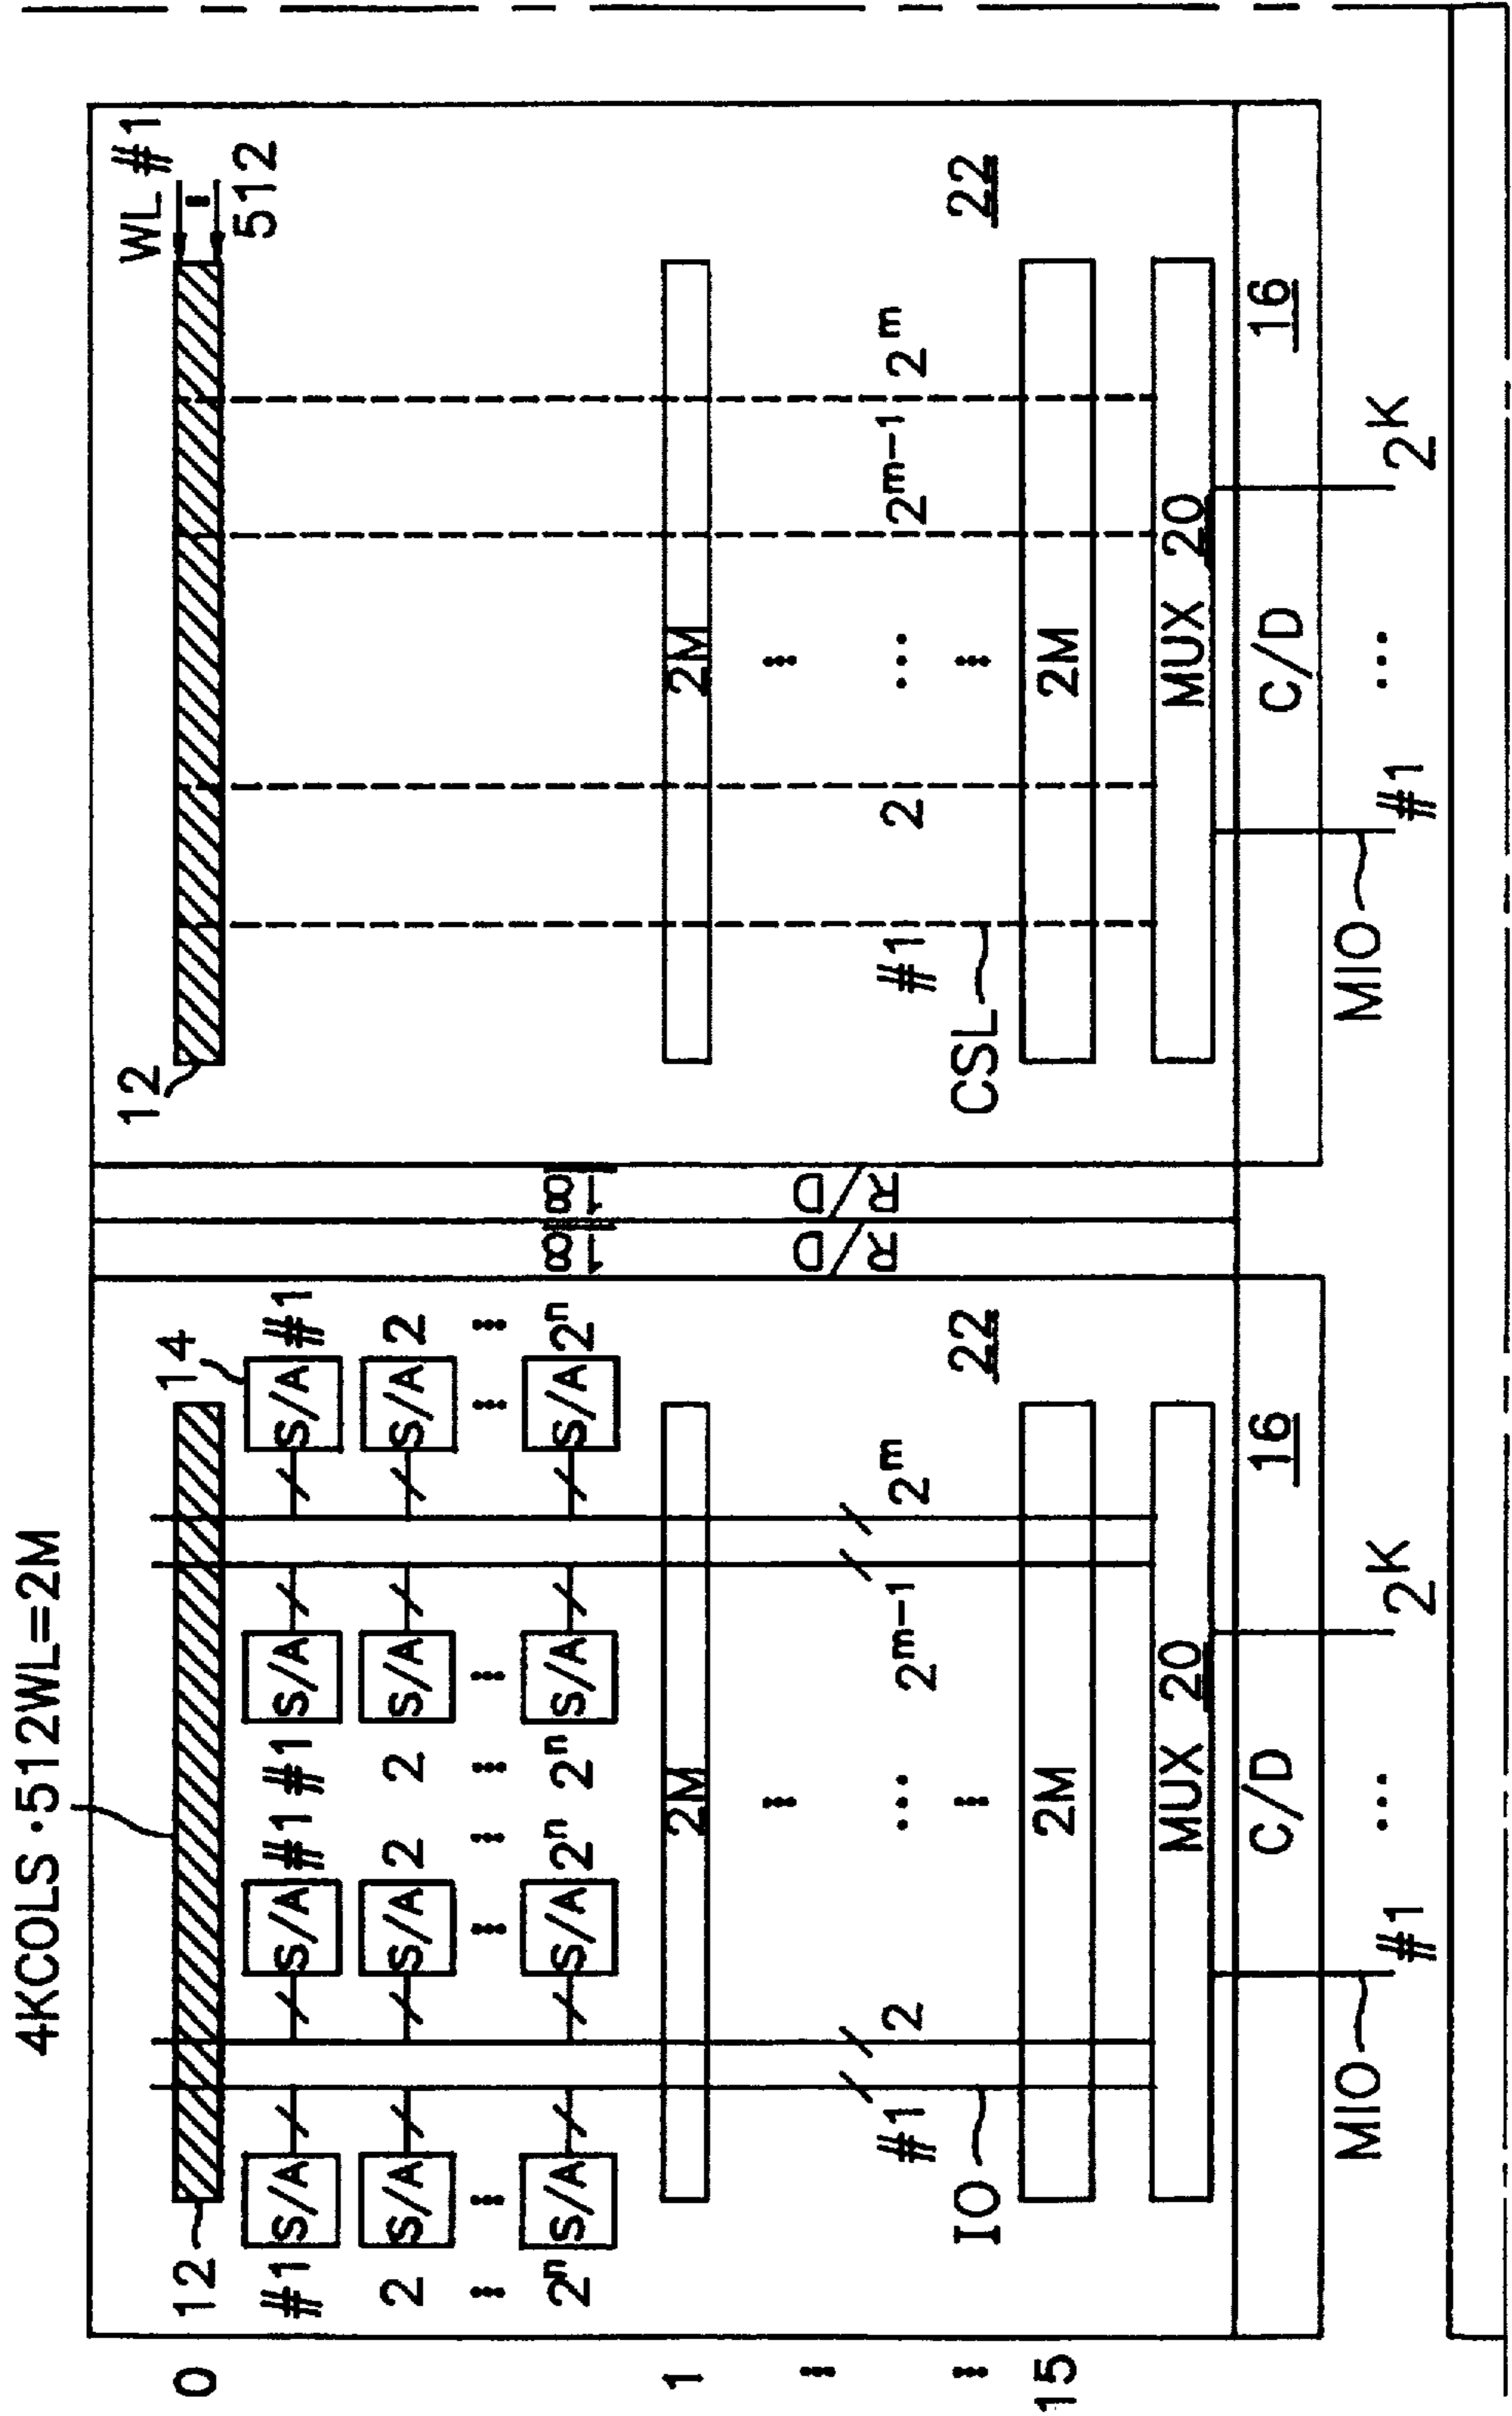 4KCOLS·512WL=2M
0
12
14
#1 S/A
S/A #1
#1 S/A
S/A #1
2 S/A
S/A 2
2 S/A
S/A 2
⋮ ⋮ ⋮ ⋮ ⋮ ⋮ ⋮ ⋮
2ⁿ S/A
S/A 2ⁿ
2ⁿ S/A
S/A 2ⁿ
1
2M
⋮
#1
2
...
2ᵐ⁻¹
2ᵐ
IO
⋮
22
15
2M
MUX 20
C/D
16
MIO
#1
...
2ᴷ
18
R/D
18
R/D
12
WL #1
⋮
512
2M
⋮
#1
2
...
2ᵐ⁻¹
2ᵐ
CSL
⋮
22
2M
MUX 20
C/D
16
MIO
#1
...
2ᴷ